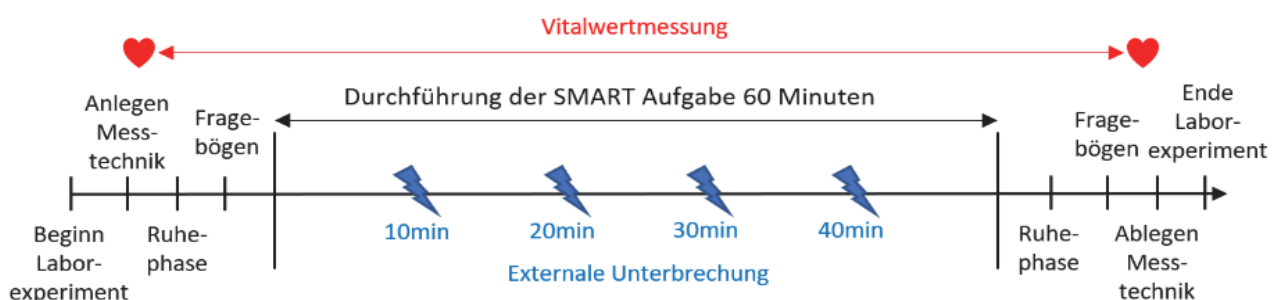 Vitalwertmessung
Anlegen
Mess-
technik
Frage-
bögen
Durchführung der SMART Aufgabe 60 Minuten
Frage-
bögen
Ende
Labor-
experiment
Beginn
Labor-
experiment
Ruhe-
phase
10min
20min
30min
40min
Externale Unterbrechung
Ruhe-
phase
Ablegen
Mess-
technik